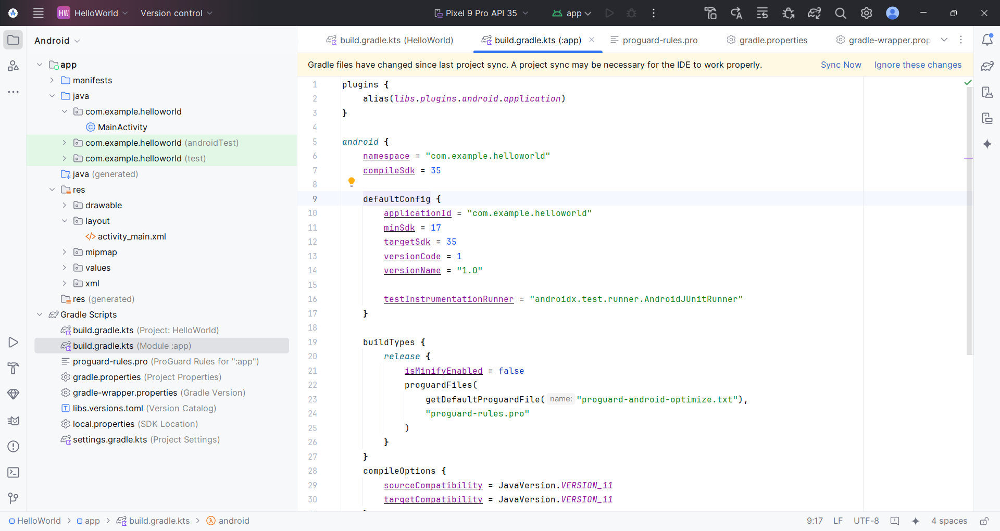 HW HelloWorld Version control Pixel 9 Pro API 35 app
Android
app
manifests
java
com.example.helloworld
MainActivity
com.example.helloworld (androidTest)
com.example.helloworld (test)
java (generated)
res
drawable
layout
activity_main.xml
mipmap
values
xml
res (generated)
Gradle Scripts
build.gradle.kts (Project: HelloWorld)
build.gradle.kts (Module :app)
proguard-rules.pro (ProGuard Rules for ":app")
gradle.properties (Project Properties)
gradle-wrapper.properties (Gradle Version)
libs.versions.toml (Version Catalog)
local.properties (SDK Location)
settings.gradle.kts (Project Settings)
build.gradle.kts (HelloWorld) build.gradle.kts (:app) proguard-rules.pro gradle.properties gradle-wrapper.prop
Gradle files have changed since last project sync. A project sync may be necessary for the IDE to work properly. Sync Now Ignore these changes
1 plugins {
2 alias(libs.plugins.android.application)
3 }
4
5 android {
6 namespace = "com.example.helloworld"
7 compileSdk = 35
8
9 defaultConfig {
10 applicationId = "com.example.helloworld"
11 minSdk = 17
12 targetSdk = 35
13 versionCode = 1
14 versionName = "1.0"
15
16 testInstrumentationRunner = "androidx.test.runner.AndroidJUnitRunner"
17 }
18
19 buildTypes {
20 release {
21 isMinifyEnabled = false
22 proguardFiles(
23 getDefaultProguardFile( name: "proguard-android-optimize.txt"),
24 "proguard-rules.pro"
25 )
26 }
27 }
28 compileOptions {
29 sourceCompatibility = JavaVersion.VERSION_11
30 targetCompatibility = JavaVersion.VERSION_11
HelloWorld > app > build.gradle.kts > android 9:17 LF UTF-8 4 spaces